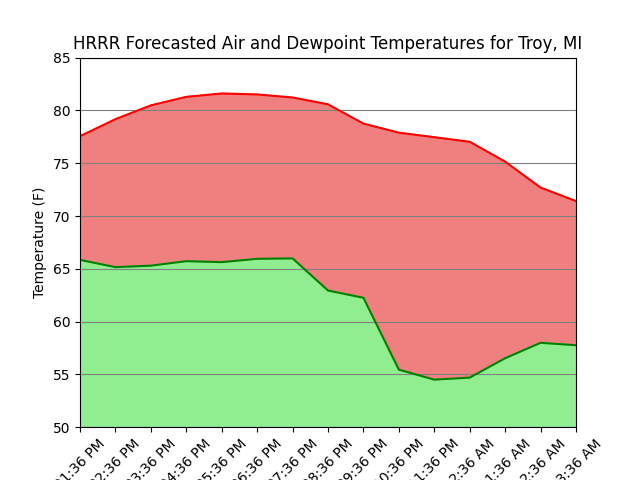 HRRR Forecasted Air and Dewpoint Temperatures for Troy, MI
85
80
75
70
65
60
55
50
Temperature (F)
01:36 PM
02:36 PM
03:36 PM
04:36 PM
05:36 PM
06:36 PM
07:36 PM
08:36 PM
09:36 PM
10:36 PM
11:36 PM
2:36 AM
1:36 AM
2:36 AM
3:36 AM